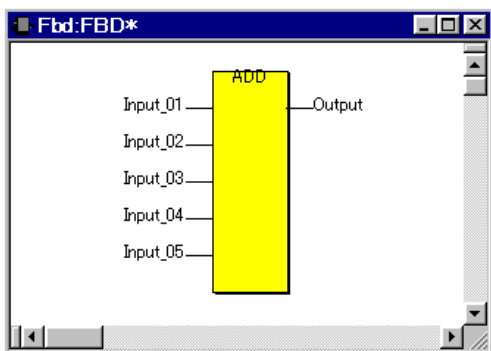 Fbd:FBD*
ADD
Input_01
Output
Input_02
Input_03
Input_04
Input_05